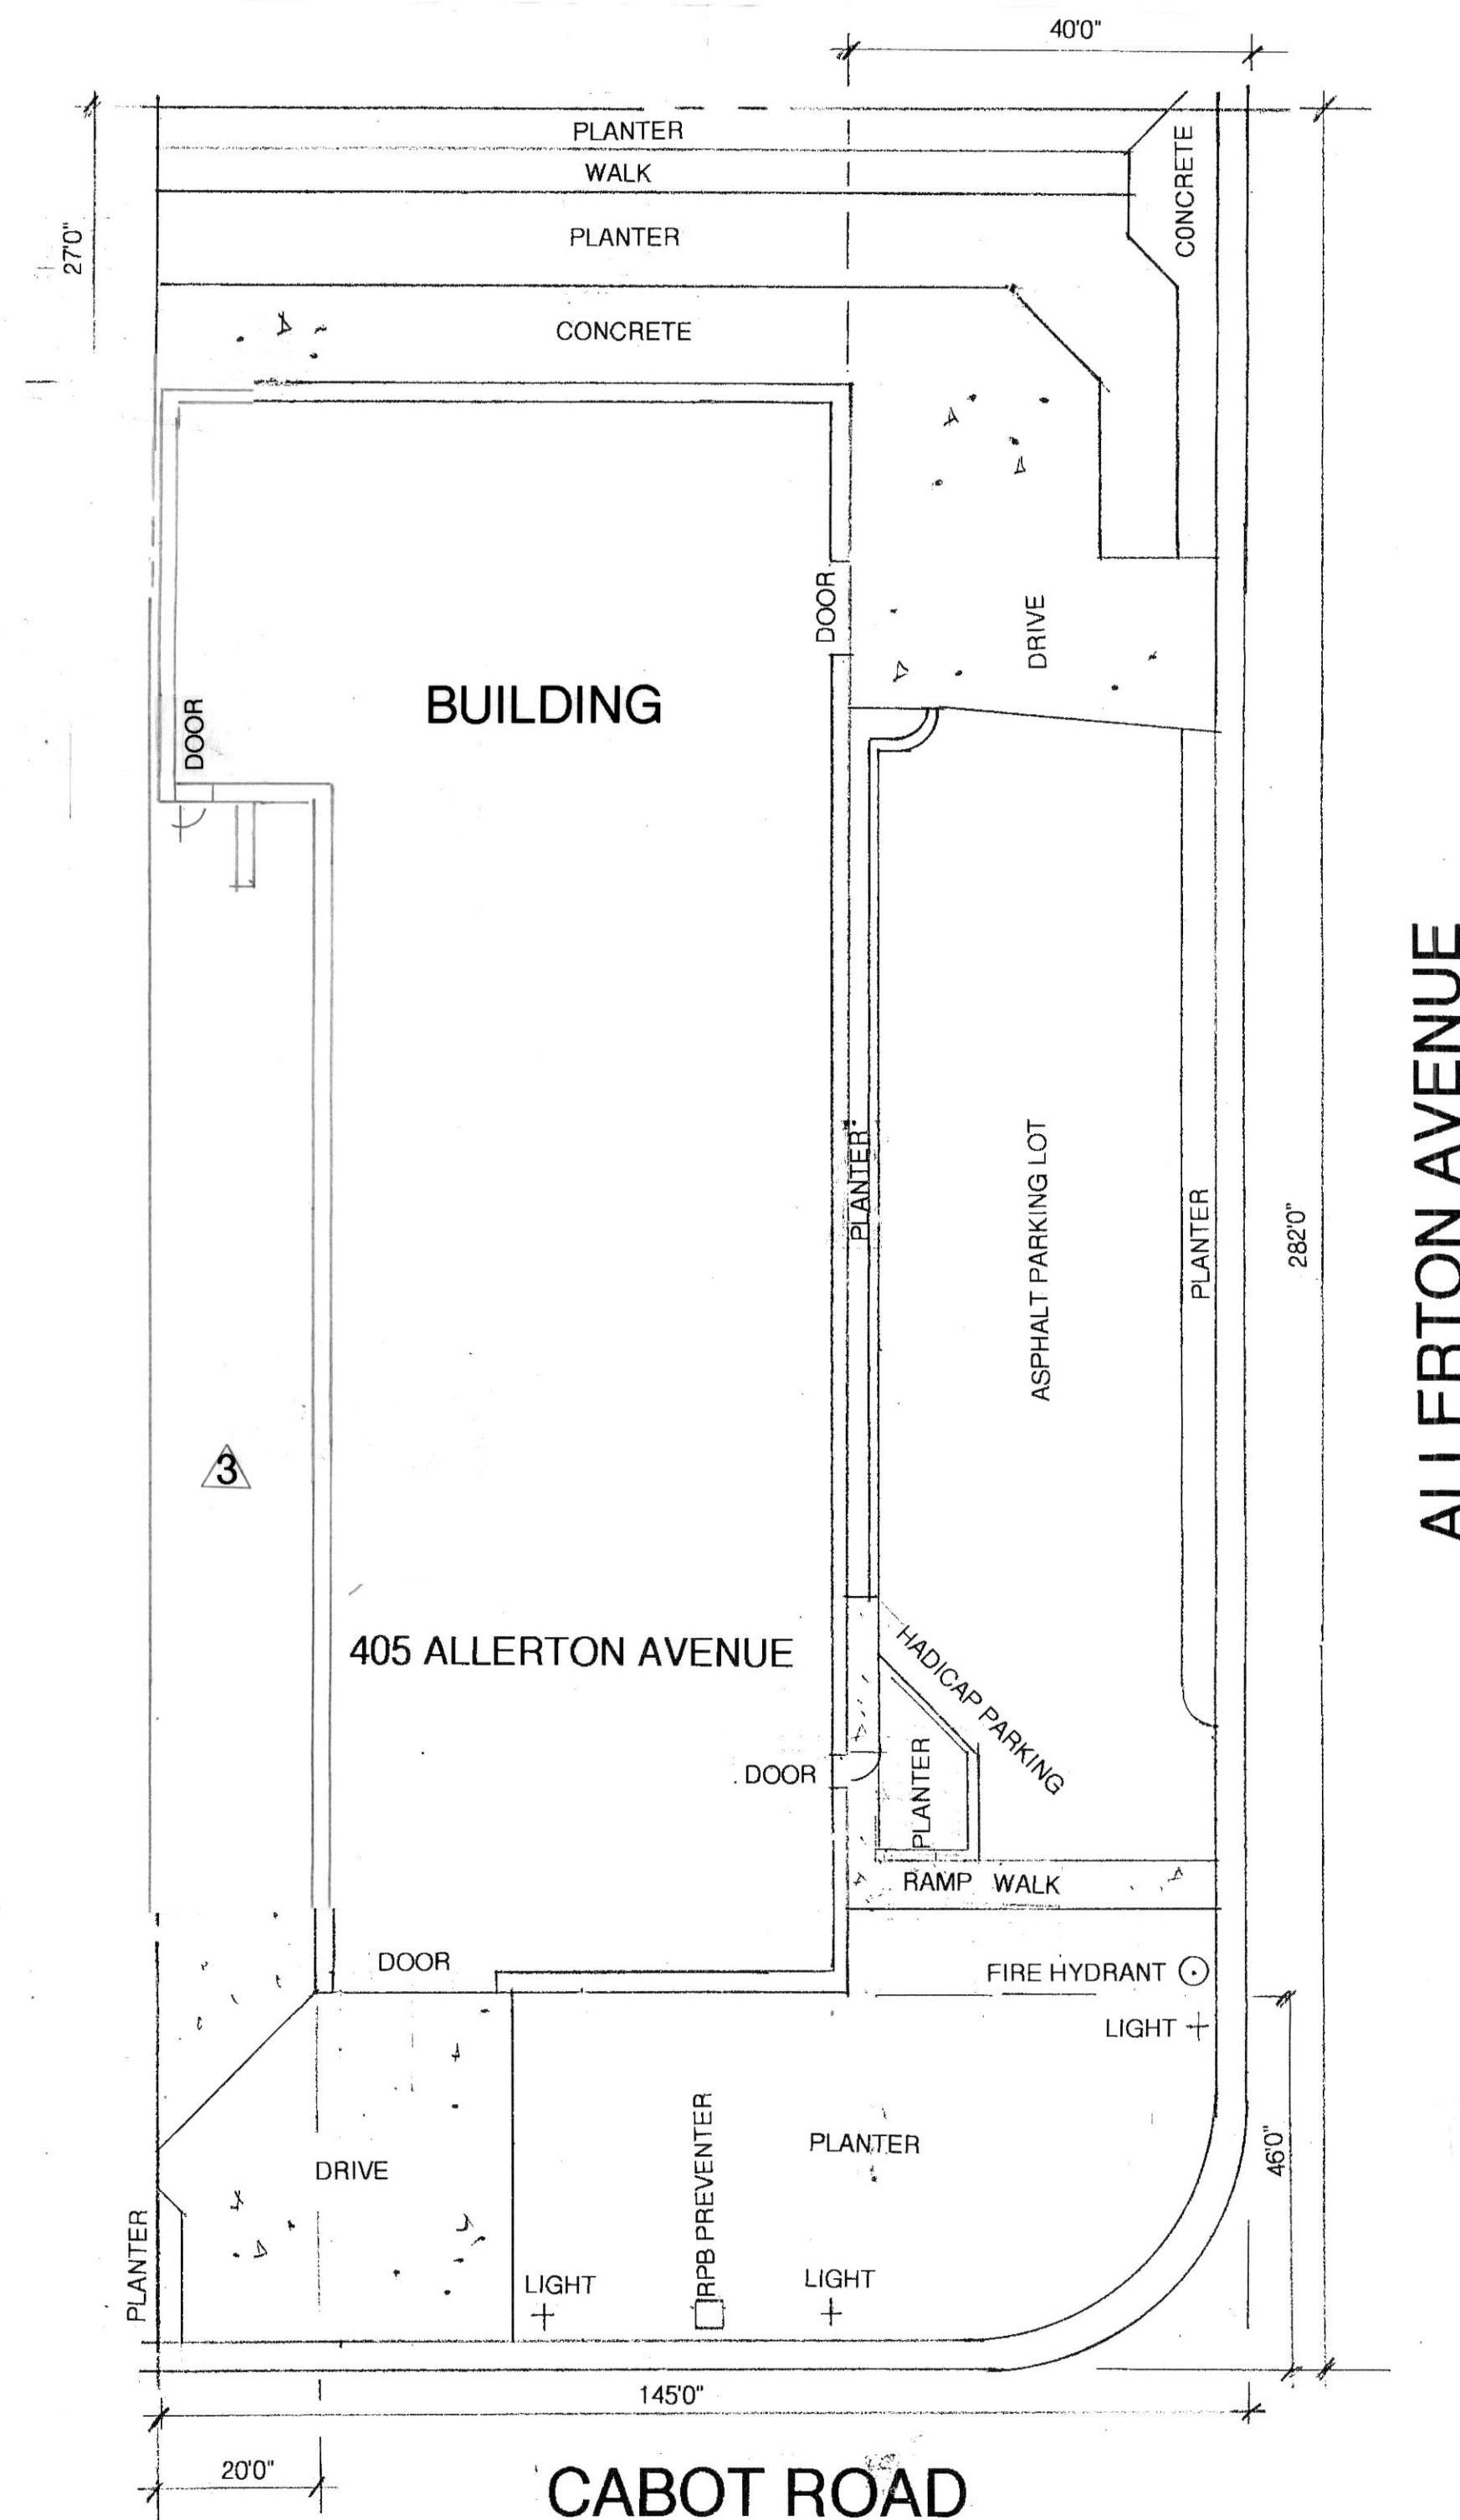 40'0"
PLANTER
WALK
CONCRETE
27'0"
PLANTER
CONCRETE
DOOR
DRIVE
BUILDING
DOOR
ALLERTON AVENUE
PLANTER
ASPHALT PARKING LOT
PLANTER
282'0"
3
405 ALLERTON AVENUE
HADICAP PARKING
DOOR
PLANTER
RAMP WALK
DOOR
FIRE HYDRANT
LIGHT
PLANTER
46'0"
DRIVE
RPB PREVENTER
PLANTER
LIGHT
LIGHT
145'0"
20'0"
CABOT ROAD